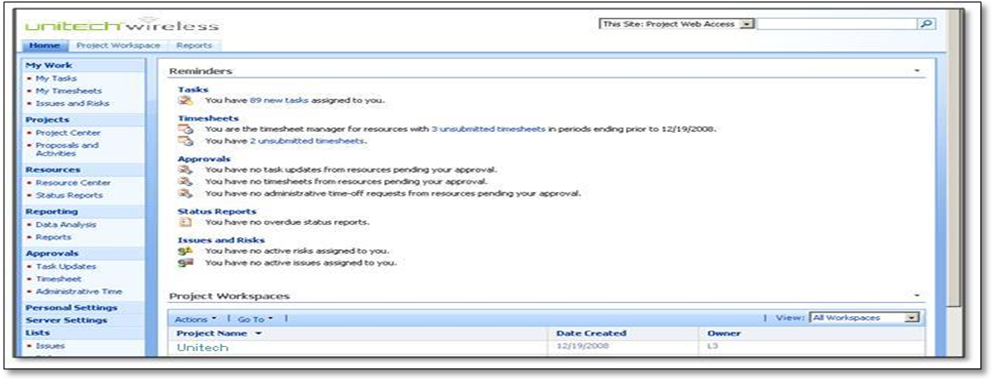 unitech wireless
This Site: Project Web Access
Home Project Workspace Reports
My Work
My Tasks
My Timesheets
Issues and Risks
Projects
Project Center
Proposals and
Activities
Resources
Resource Center
Status Reports
Reporting
Data Analysis
Reports
Approvals
Task Updates
Timesheet
Administrative Time
Personal Settings
Server Settings
Lists
Issues
Reminders
Tasks
You have 89 new tasks assigned to you.
Timesheets
You are the timesheet manager for resources with 3 unsubmitted timesheets in periods ending prior to 12/19/2008.
You have 2 unsubmitted timesheets.
Approvals
You have no task updates from resources pending your approval.
You have no timesheets from resources pending your approval.
You have no administrative time-off requests from resources pending your approval.
Status Reports
You have no overdue status reports.
Issues and Risks
You have no active risks assigned to you.
You have no active issues assigned to you.
Project Workspaces
Actions Go To View: All Workspaces
Project Name Date Created Owner
Unitech 12/19/2008 L3